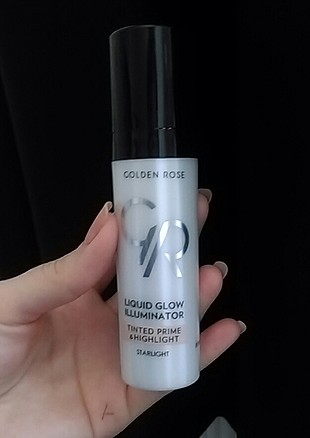 GOLDEN ROSE
GR
LIQUID GLOW
ILLUMINATOR
TINTED PRIME
&HIGHLIGHT
STARLIGHT